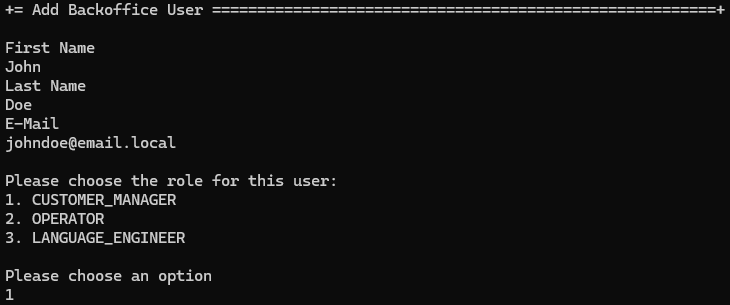 += Add Backoffice User ========================================================+
First Name
John
Last Name
Doe
E-Mail
johndoe@email.local
Please choose the role for this user:
1. CUSTOMER_MANAGER
2. OPERATOR
3. LANGUAGE_ENGINEER
Please choose an option
1